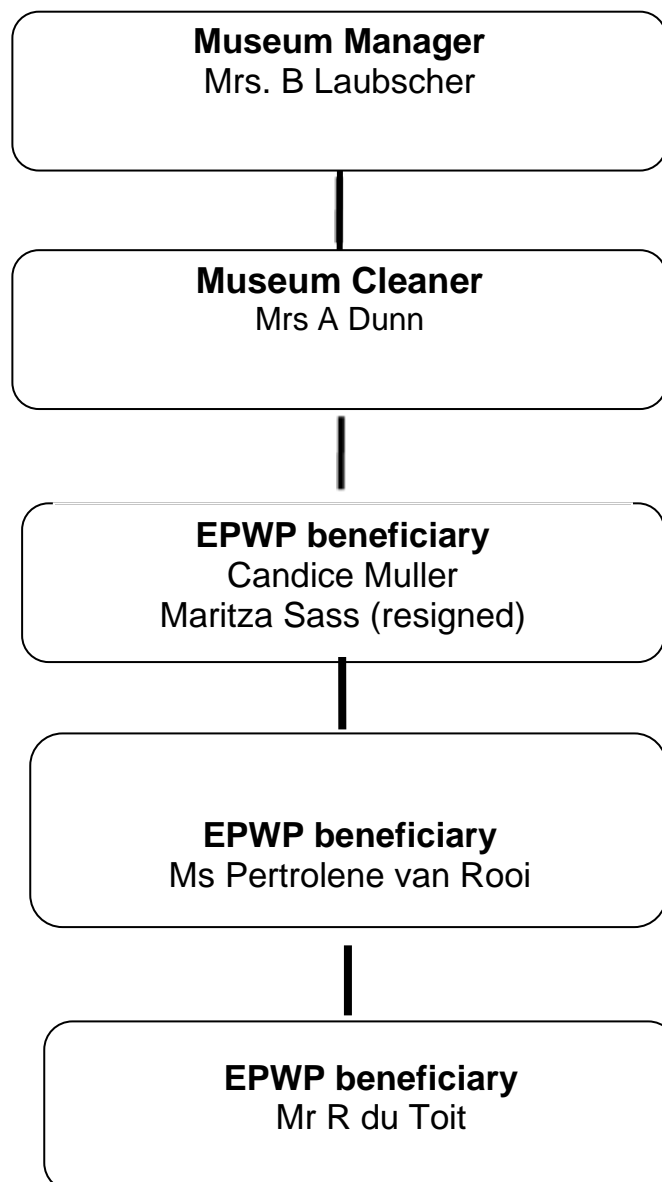 Museum Manager
Mrs. B Laubscher
Museum Cleaner
Mrs A Dunn
EPWP beneficiary
Candice Muller
Maritza Sass (resigned)
EPWP beneficiary
Ms Pertrolene van Rooi
EPWP beneficiary
Mr R du Toit